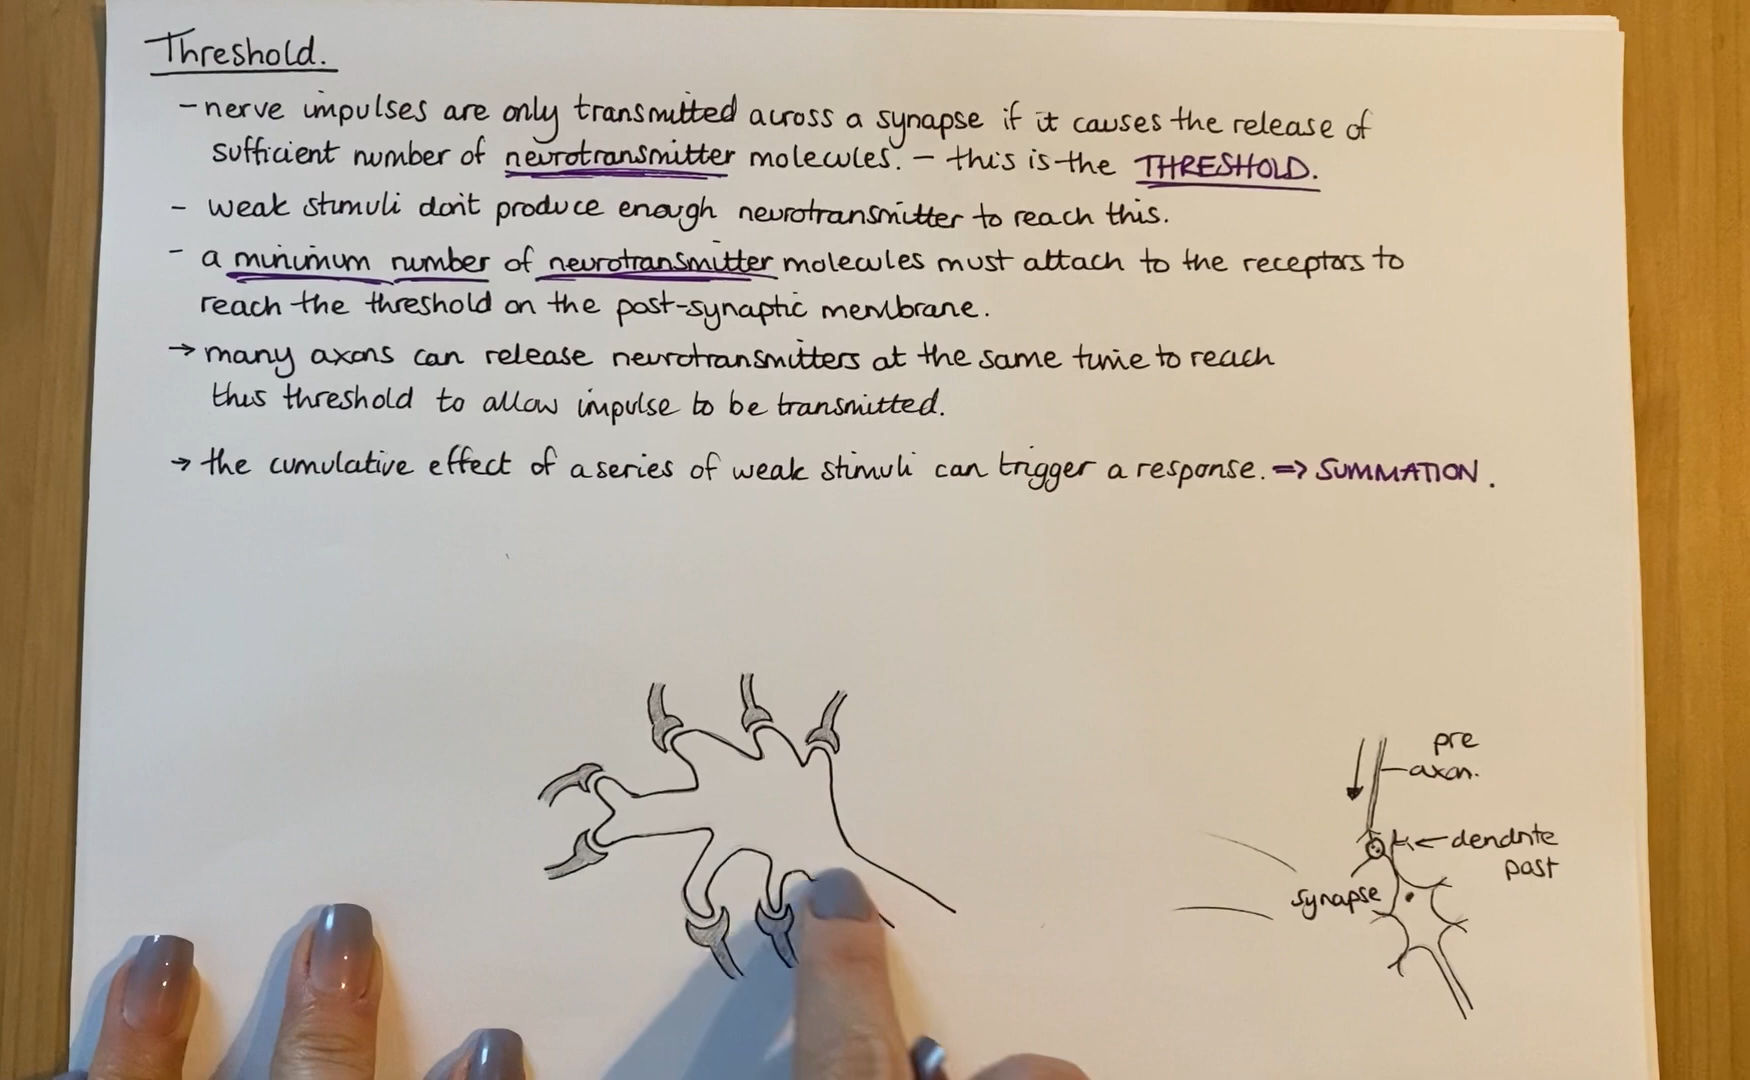 Threshold.
- nerve impulses are only transmitted across a synapse if it causes the release of
sufficient number of neurotransmitter molecules. - this is the THRESHOLD.
- weak stimuli don't produce enough neurotransmitter to reach this.
- a minimum number of neurotransmitter molecules must attach to the receptors to
reach the threshold on the post-synaptic membrane.
→ many axons can release neurotransmitters at the same time to reach
this threshold to allow impulse to be transmitted.
→ the cumulative effect of a series of weak stimuli can trigger a response. => SUMMATION.
pre
axon.
dendrite
post
synapse